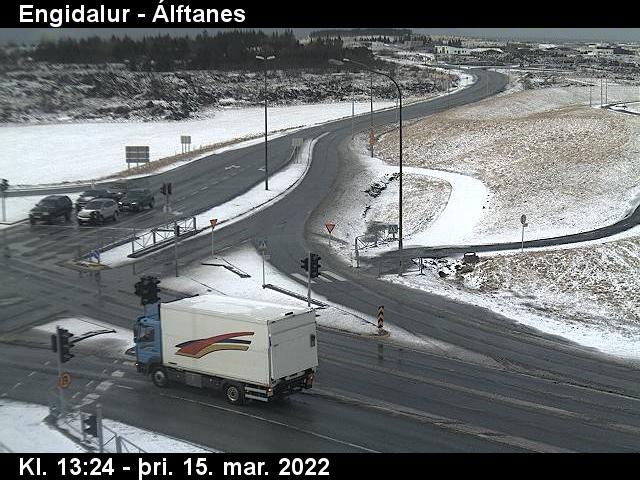 Engidalur - Álftanes
Kl. 13:24 - þri. 15. mar. 2022